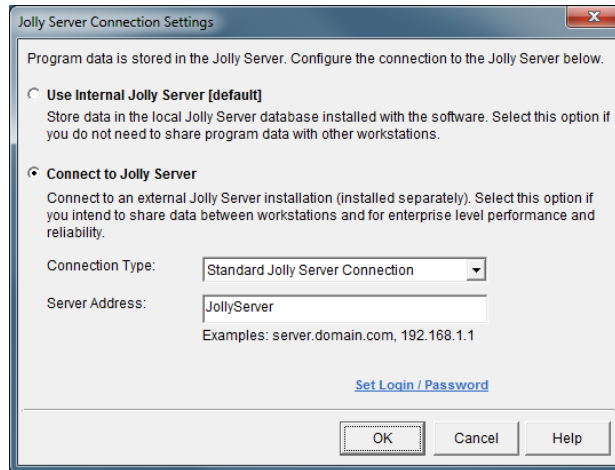 Jolly Server Connection Settings
Program data is stored in the Jolly Server. Configure the connection to the Jolly Server below.
Use Internal Jolly Server [default]
Store data in the local Jolly Server database installed with the software. Select this option if
you do not need to share program data with other workstations.
Connect to Jolly Server
Connect to an external Jolly Server installation (installed separately). Select this option if
you intend to share data between workstations and for enterprise level performance and
reliability.
Connection Type: Standard Jolly Server Connection
Server Address: JollyServer
Examples: server.domain.com, 192.168.1.1
Set Login / Password
OK Cancel Help